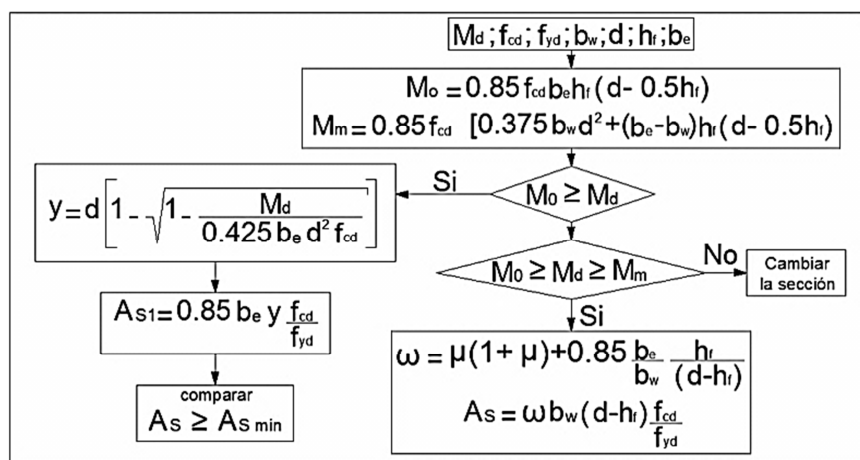 Md ; fcd ; fyd ; bw ; d ; hf ; be
Mo = 0.85 fcd be hf (d - 0.5hf)
Mm = 0.85 fcd [0.375 bw d² + (be - bw) hf (d - 0.5hf)
Si
M0 ≥ Md
y = d [1 - √(1 - Md / 0.425 be d² fcd)]
M0 ≥ Md ≥ Mm
No
Cambiar
la sección
Si
AS1 = 0.85 be y fcd / fyd
ω = μ(1 + μ) + 0.85 be / bw hf / (d-hf)
AS = ω bw (d-hf) fcd / fyd
comparar
AS ≥ AS min